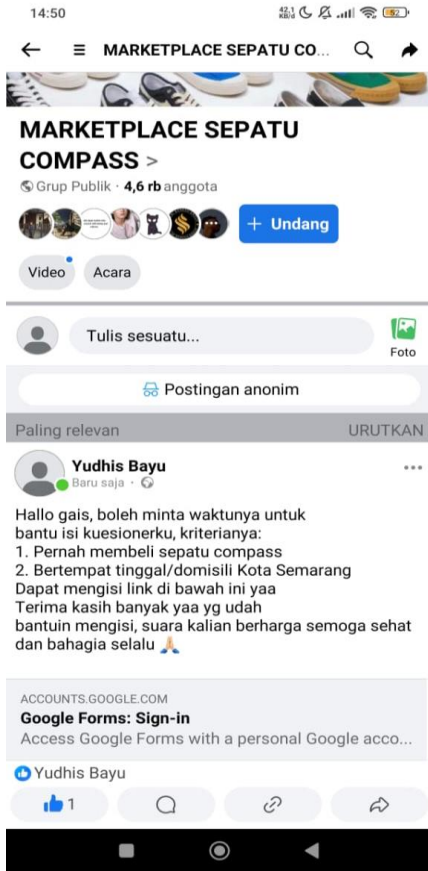 14:50
42,1
KB/d
52
MARKETPLACE SEPATU CO...
MARKETPLACE SEPATU
COMPASS >
Grup Publik · 4,6 rb anggota
+ Undang
Video
Acara
Tulis sesuatu...
Foto
Postingan anonim
Paling relevan
URUTKAN
Yudhis Bayu
Baru saja ·
Hallo gais, boleh minta waktunya untuk
bantu isi kuesionerku, kriterianya:
1. Pernah membeli sepatu compass
2. Bertempat tinggal/domisili Kota Semarang
Dapat mengisi link di bawah ini yaa
Terima kasih banyak yaa yg udah
bantuin mengisi, suara kalian berharga semoga sehat
dan bahagia selalu 🙏🏻
ACCOUNTS.GOOGLE.COM
Google Forms: Sign-in
Access Google Forms with a personal Google acco...
Yudhis Bayu
1